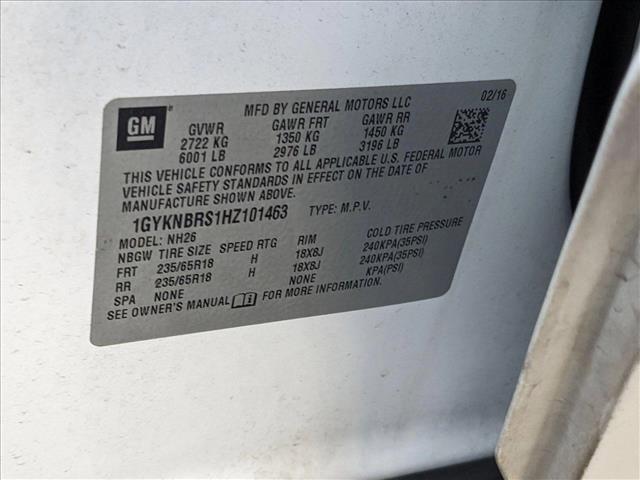 GM
MFD BY GENERAL MOTORS LLC
02/16
GVWR GAWR FRT GAWR RR
2722 KG 1350 KG 1450 KG
6001 LB 2976 LB 3196 LB
THIS VEHICLE CONFORMS TO ALL APPLICABLE U.S. FEDERAL MOTOR
VEHICLE SAFETY STANDARDS IN EFFECT ON THE DATE OF
MANUFACTURE SHOWN ABOVE.
1GYKNBRS1HZ101463 TYPE: M.P.V.
MODEL: NH26
NBGW TIRE SIZE SPEED RTG RIM COLD TIRE PRESSURE
FRT 235/65R18 H 18X8J 240KPA(35PSI)
RR 235/65R18 H 18X8J 240KPA(35PSI)
SPA NONE NONE KPA(PSI)
SEE OWNER'S MANUAL FOR MORE INFORMATION.